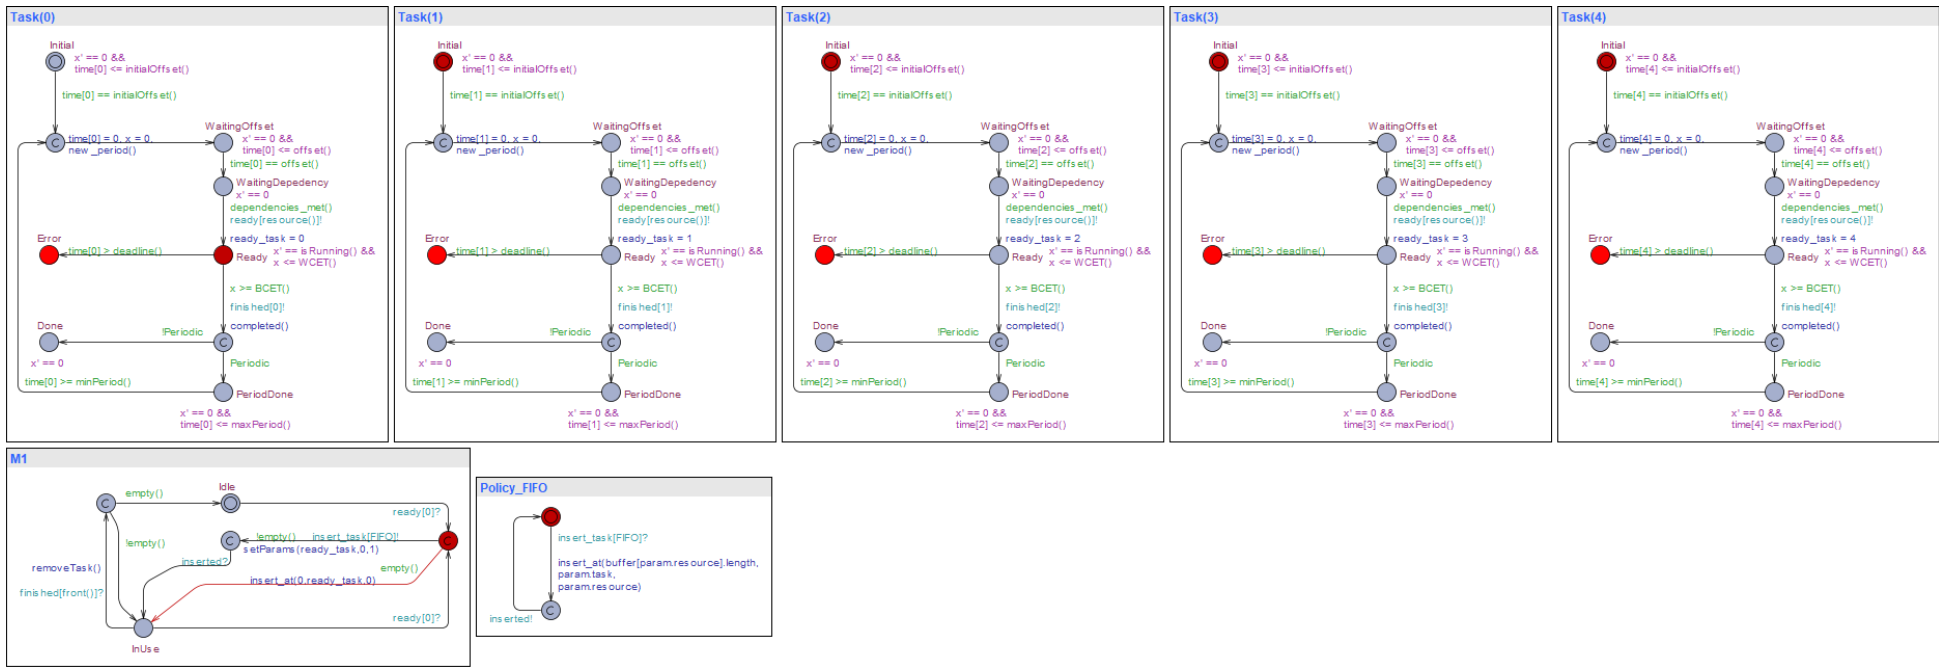 Task(0)
Initial
x' == 0 &&
time[0] <= initialOffset()
time[0] == initialOffset()
WaitingOffset
C
time[0] = 0, x = 0,
new_period()
x' == 0 &&
time[0] <= offset()
time[0] == offset()
WaitingDepedency
x' == 0
dependencies_met()
ready[resource()]!
Error
ready_task = 0
time[0] > deadline()
Ready
x' == isRunning() &&
x <= WCET()
x >= BCET()
finished[0]!
Done
completed()
!Periodic
C
x' == 0
Periodic
time[0] >= minPeriod()
PeriodDone
x' == 0 &&
time[0] <= maxPeriod()
Task(1)
Initial
x' == 0 &&
time[1] <= initialOffset()
time[1] == initialOffset()
WaitingOffset
C
time[1] = 0, x = 0,
new_period()
x' == 0 &&
time[1] <= offset()
time[1] == offset()
WaitingDepedency
x' == 0
dependencies_met()
ready[resource()]!
Error
ready_task = 1
time[1] > deadline()
Ready
x' == isRunning() &&
x <= WCET()
x >= BCET()
finished[1]!
Done
completed()
!Periodic
C
x' == 0
Periodic
time[1] >= minPeriod()
PeriodDone
x' == 0 &&
time[1] <= maxPeriod()
Task(2)
Initial
x' == 0 &&
time[2] <= initialOffset()
time[2] == initialOffset()
WaitingOffset
C
time[2] = 0, x = 0,
new_period()
x' == 0 &&
time[2] <= offset()
time[2] == offset()
WaitingDepedency
x' == 0
dependencies_met()
ready[resource()]!
Error
ready_task = 2
time[2] > deadline()
Ready
x' == isRunning() &&
x <= WCET()
x >= BCET()
finished[2]!
Done
completed()
!Periodic
C
x' == 0
Periodic
time[2] >= minPeriod()
PeriodDone
x' == 0 &&
time[2] <= maxPeriod()
Task(3)
Initial
x' == 0 &&
time[3] <= initialOffset()
time[3] == initialOffset()
WaitingOffset
C
time[3] = 0, x = 0,
new_period()
x' == 0 &&
time[3] <= offset()
time[3] == offset()
WaitingDepedency
x' == 0
dependencies_met()
ready[resource()]!
Error
ready_task = 3
time[3] > deadline()
Ready
x' == isRunning() &&
x <= WCET()
x >= BCET()
finished[3]!
Done
completed()
!Periodic
C
x' == 0
Periodic
time[3] >= minPeriod()
PeriodDone
x' == 0 &&
time[3] <= maxPeriod()
Task(4)
Initial
x' == 0 &&
time[4] <= initialOffset()
time[4] == initialOffset()
WaitingOffset
C
time[4] = 0, x = 0,
new_period()
x' == 0 &&
time[4] <= offset()
time[4] == offset()
WaitingDepedency
x' == 0
dependencies_met()
ready[resource()]!
Error
ready_task = 4
time[4] > deadline()
Ready
x' == isRunning() &&
x <= WCET()
x >= BCET()
finished[4]!
Done
completed()
!Periodic
C
x' == 0
Periodic
time[4] >= minPeriod()
PeriodDone
x' == 0 &&
time[4] <= maxPeriod()
M1
empty()
Idle
C
ready[0]?
!empty()
C
!empty() insert_task[FIFO]!
C
setParams(ready_task,0,1)
inserted?
empty()
removeTask()
insert_at(0,ready_task,0)
finished[front()]?
ready[0]?
InUse
Policy_FIFO
insert_task[FIFO]?
insert_at(buffer[param.resource].length,
param.task,
param.resource)
C
inserted!